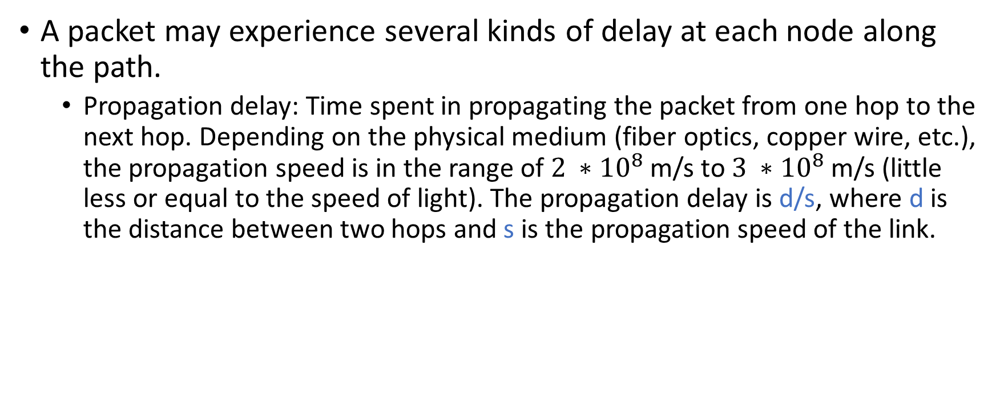 • A packet may experience several kinds of delay at each node along
the path.
• Propagation delay: Time spent in propagating the packet from one hop to the
next hop. Depending on the physical medium (fiber optics, copper wire, etc.),
the propagation speed is in the range of 2 ∗ 10⁸ m/s to 3 ∗ 10⁸ m/s (little
less or equal to the speed of light). The propagation delay is d/s, where d is
the distance between two hops and s is the propagation speed of the link.